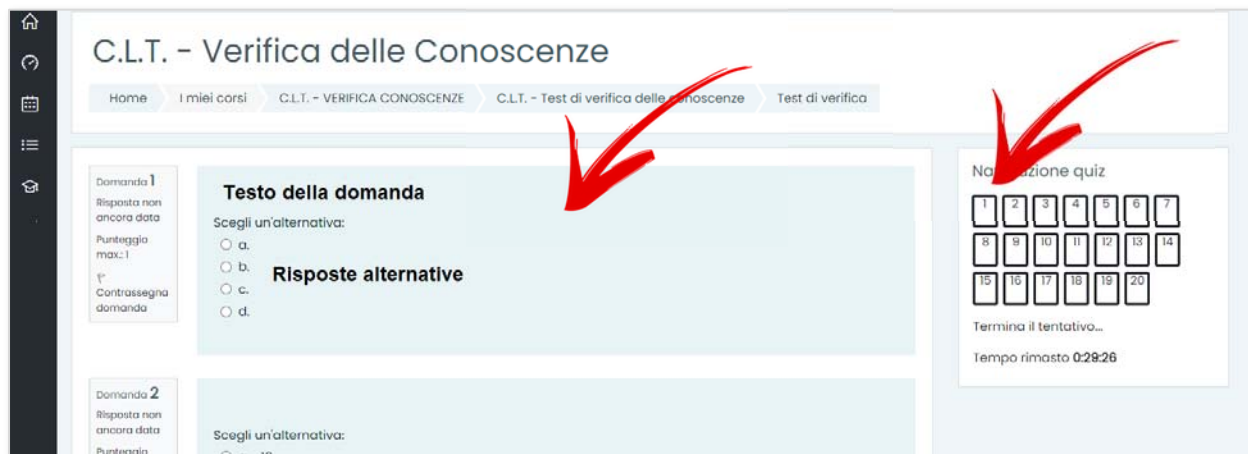 C.L.T. - Verifica delle Conoscenze
Home I miei corsi C.L.T. - VERIFICA CONOSCENZE C.L.T. - Test di verifica delle conoscenze Test di verifica
Domanda 1
Risposta non
ancora data
Punteggio
max.: 1
Contrassegna
domanda
Testo della domanda
Scegli un'alternativa:
a.
b.
Risposte alternative
c.
d.
Domanda 2
Risposta non
ancora data
Punteggio
Scegli un'alternativa:
quiz
1 2 3 4 5 6 7
8 9 10 11 12 13 14
15 16 17 18 19 20
Termina il tentativo...
Tempo rimasto 0:29:26